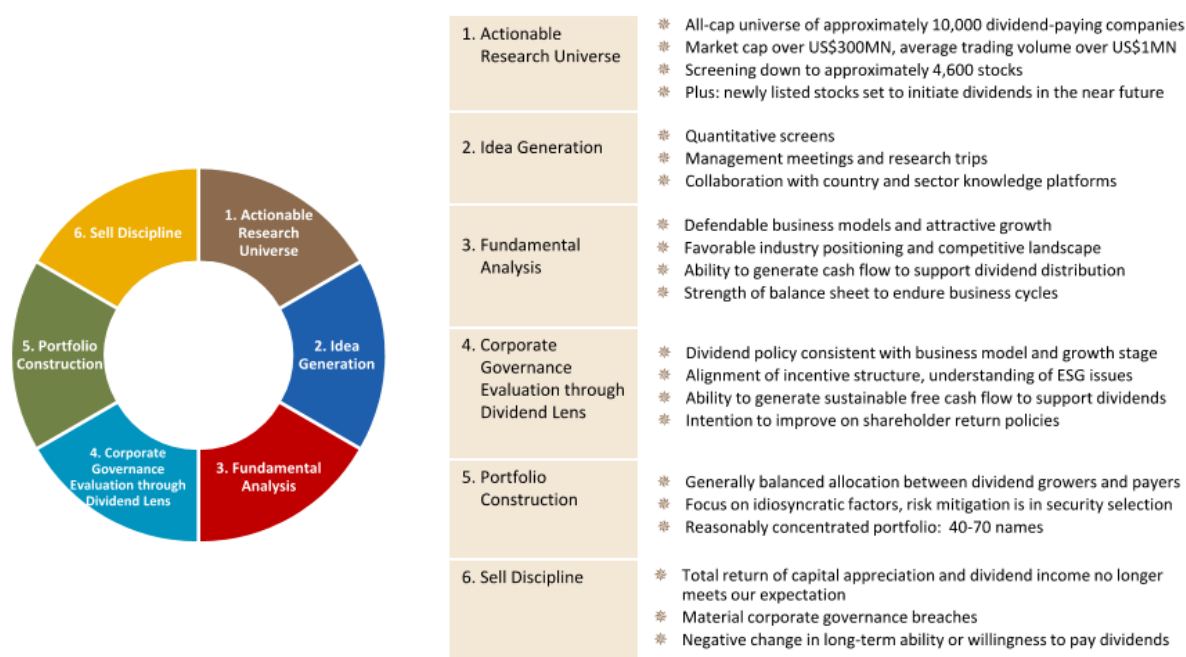 1. Actionable
Research
Universe
2. Idea
Generation
3. Fundamental
Analysis
4. Corporate
Governance
Evaluation through
Dividend Lens
5. Portfolio
Construction
6. Sell Discipline
1. Actionable
Research Universe
All-cap universe of approximately 10,000 dividend-paying companies
Market cap over US$300MN, average trading volume over US$1MN
Screening down to approximately 4,600 stocks
Plus: newly listed stocks set to initiate dividends in the near future
2. Idea Generation
Quantitative screens
Management meetings and research trips
Collaboration with country and sector knowledge platforms
3. Fundamental
Analysis
Defendable business models and attractive growth
Favorable industry positioning and competitive landscape
Ability to generate cash flow to support dividend distribution
Strength of balance sheet to endure business cycles
4. Corporate
Governance
Evaluation through
Dividend Lens
Dividend policy consistent with business model and growth stage
Alignment of incentive structure, understanding of ESG issues
Ability to generate sustainable free cash flow to support dividends
Intention to improve on shareholder return policies
5. Portfolio
Construction
Generally balanced allocation between dividend growers and payers
Focus on idiosyncratic factors, risk mitigation is in security selection
Reasonably concentrated portfolio: 40-70 names
6. Sell Discipline
Total return of capital appreciation and dividend income no longer
meets our expectation
Material corporate governance breaches
Negative change in long-term ability or willingness to pay dividends